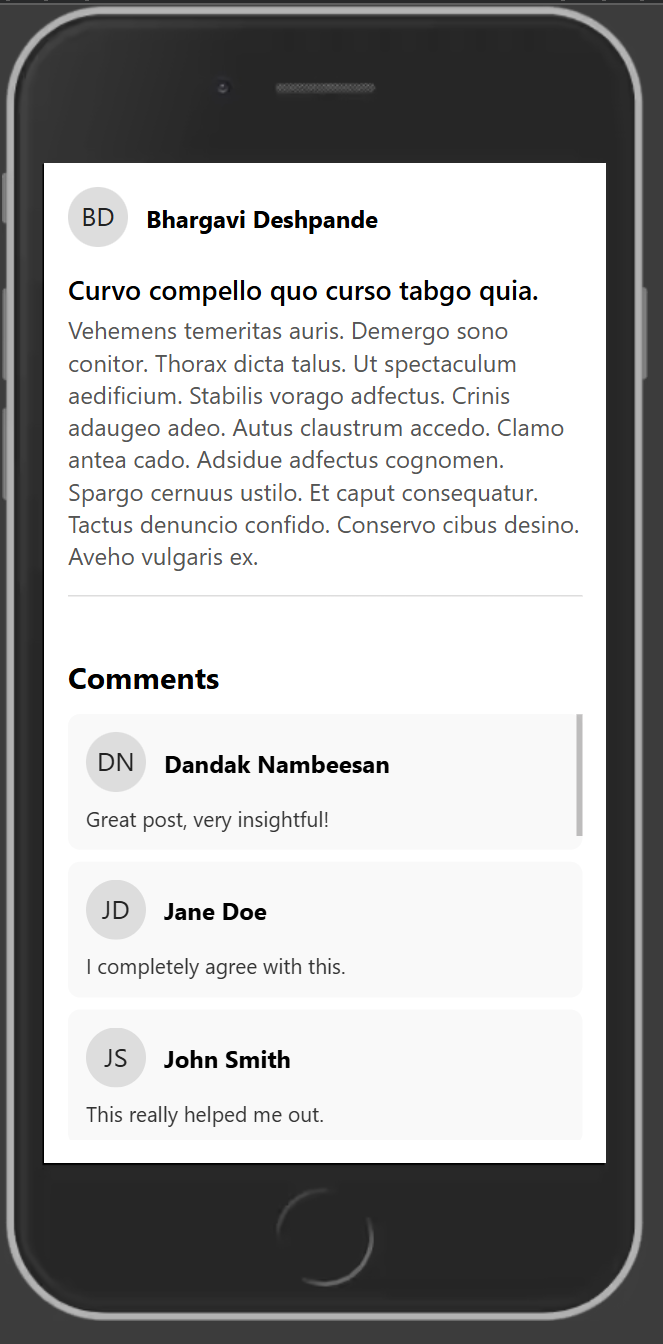 BD
Bhargavi Deshpande
Curvo compello quo curso tabgo quia.
Vehemens temeritas auris. Demergo sono
conitor. Thorax dicta talus. Ut spectaculum
aedificium. Stabilis vorago adfectus. Crinis
adaugeo adeo. Autus claustrum accedo. Clamo
antea cado. Adsidue adfectus cognomen.
Spargo cernuus ustilo. Et caput consequatur.
Tactus denuncio confido. Conservo cibus desino.
Aveho vulgaris ex.
Comments
DN
Dandak Nambeesan
Great post, very insightful!
JD
Jane Doe
I completely agree with this.
JS
John Smith
This really helped me out.